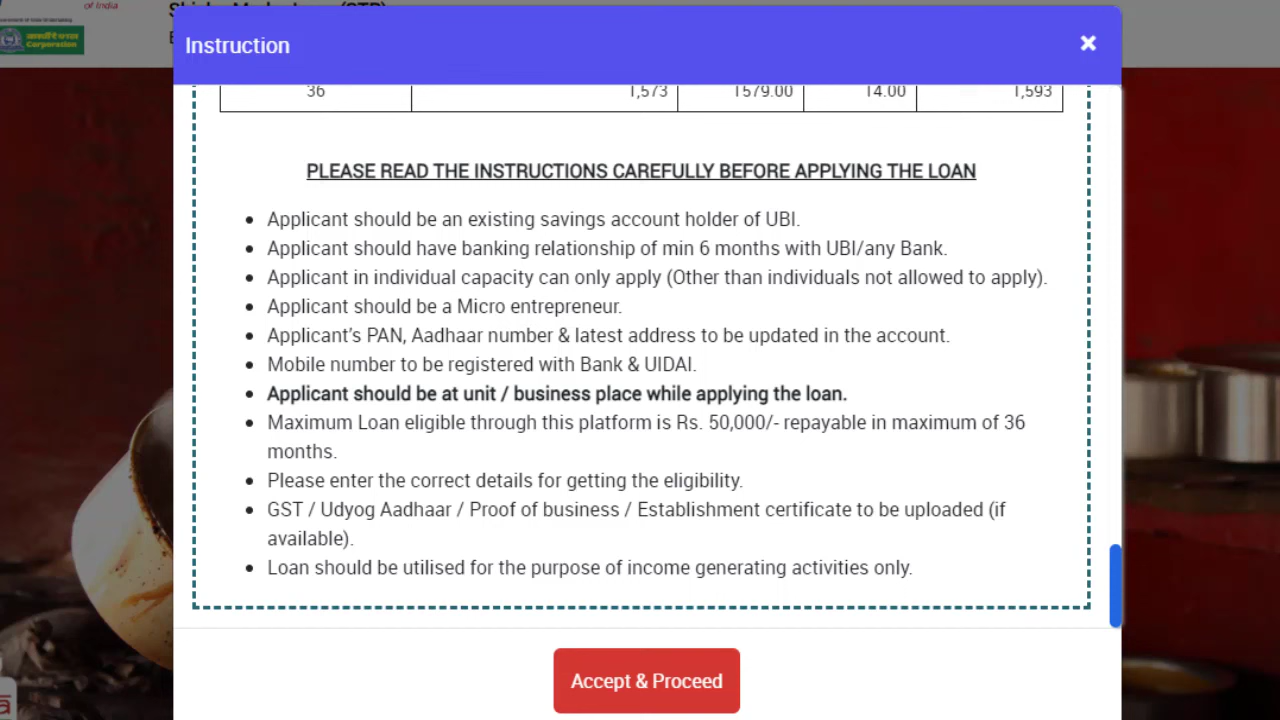 of India
Corporation
Instruction
×
36 1,573 1579.00 14.00 1,593
PLEASE READ THE INSTRUCTIONS CAREFULLY BEFORE APPLYING THE LOAN
• Applicant should be an existing savings account holder of UBI.
• Applicant should have banking relationship of min 6 months with UBI/any Bank.
• Applicant in individual capacity can only apply (Other than individuals not allowed to apply).
• Applicant should be a Micro entrepreneur.
• Applicant's PAN, Aadhaar number & latest address to be updated in the account.
• Mobile number to be registered with Bank & UIDAI.
• Applicant should be at unit / business place while applying the loan.
• Maximum Loan eligible through this platform is Rs. 50,000/- repayable in maximum of 36
months.
• Please enter the correct details for getting the eligibility.
• GST / Udyog Aadhaar / Proof of business / Establishment certificate to be uploaded (if
available).
• Loan should be utilised for the purpose of income generating activities only.
Accept & Proceed